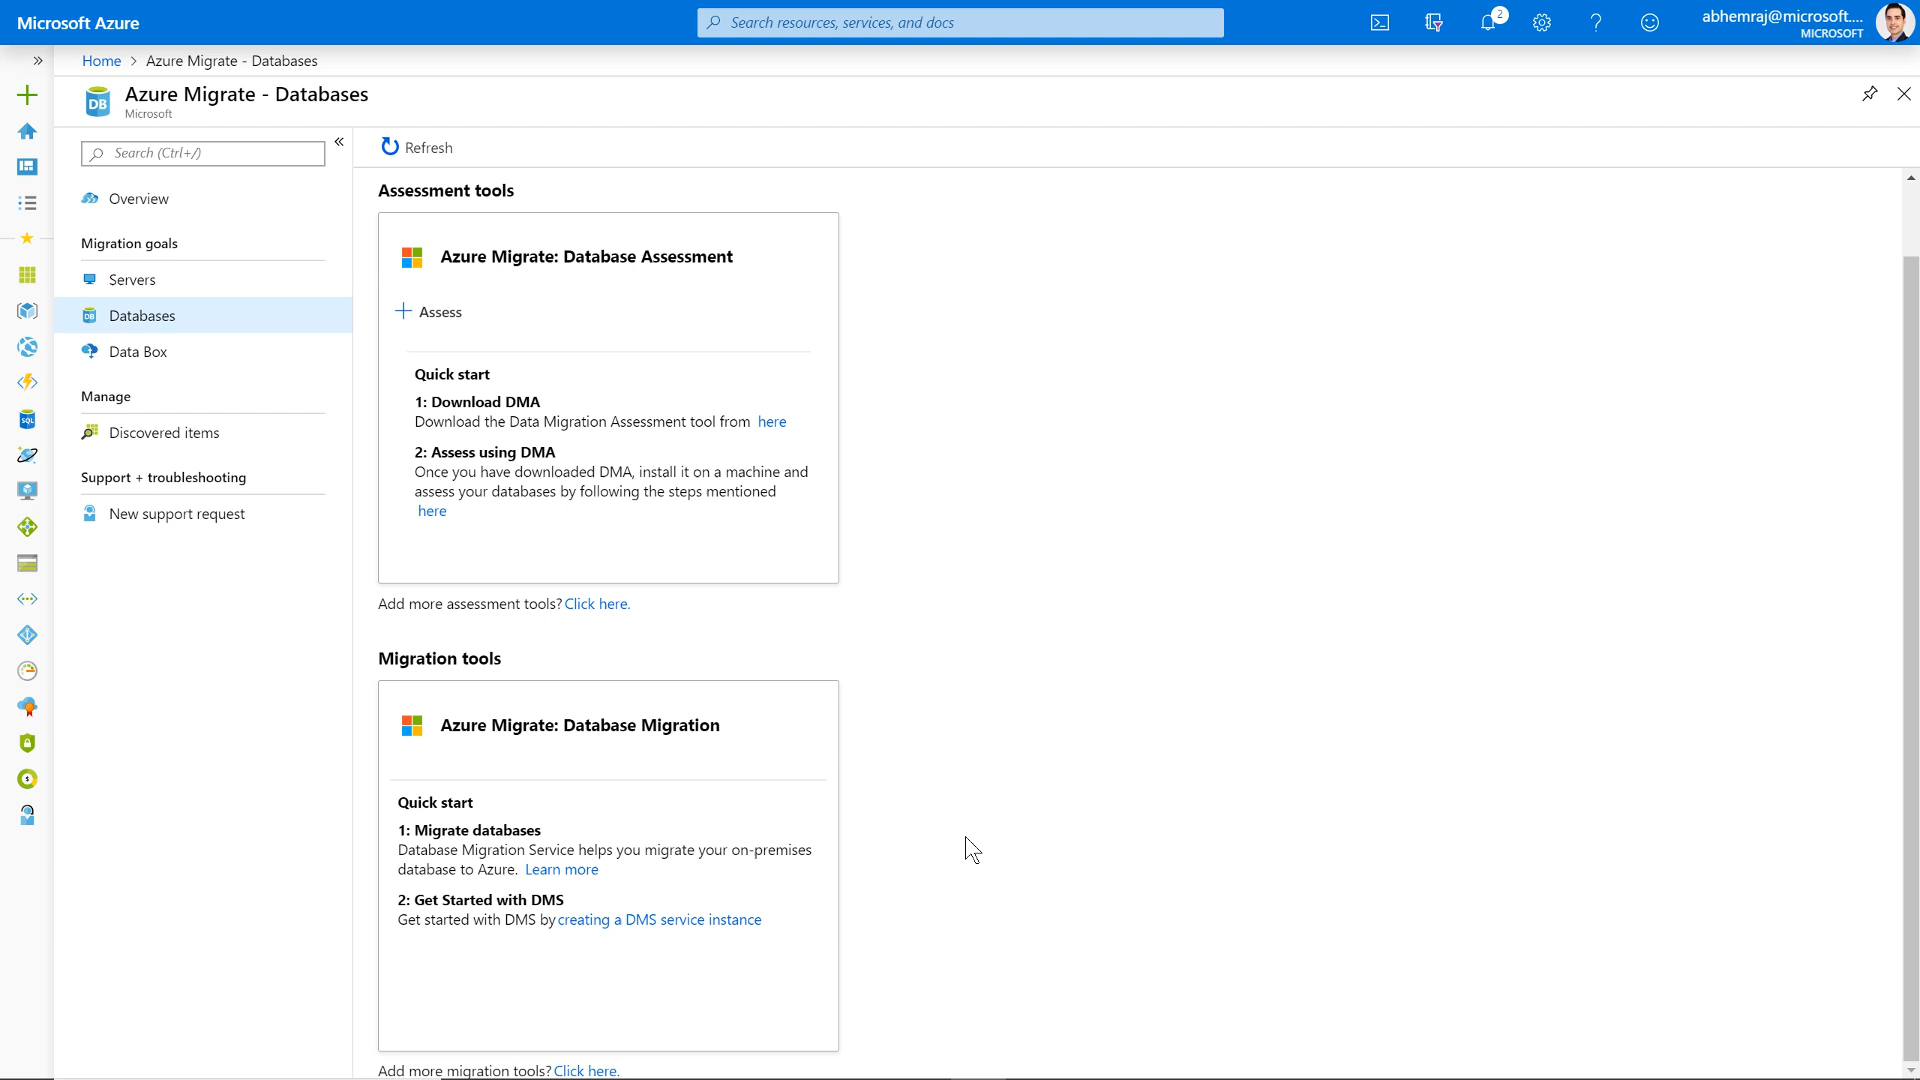 Microsoft Azure
Search resources, services, and docs
2
abhemraj@microsoft....
MICROSOFT
Home > Azure Migrate - Databases
DB
Azure Migrate - Databases
Microsoft
Search (Ctrl+/)
«
Overview
Migration goals
Servers
Databases
Data Box
Manage
Discovered items
Support + troubleshooting
New support request
Refresh
Assessment tools
Azure Migrate: Database Assessment
Assess
Quick start
1: Download DMA
Download the Data Migration Assessment tool from here
2: Assess using DMA
Once you have downloaded DMA, install it on a machine and
assess your databases by following the steps mentioned
here
Add more assessment tools? Click here.
Migration tools
Azure Migrate: Database Migration
Quick start
1: Migrate databases
Database Migration Service helps you migrate your on-premises
database to Azure. Learn more
2: Get Started with DMS
Get started with DMS by creating a DMS service instance
Add more migration tools? Click here.